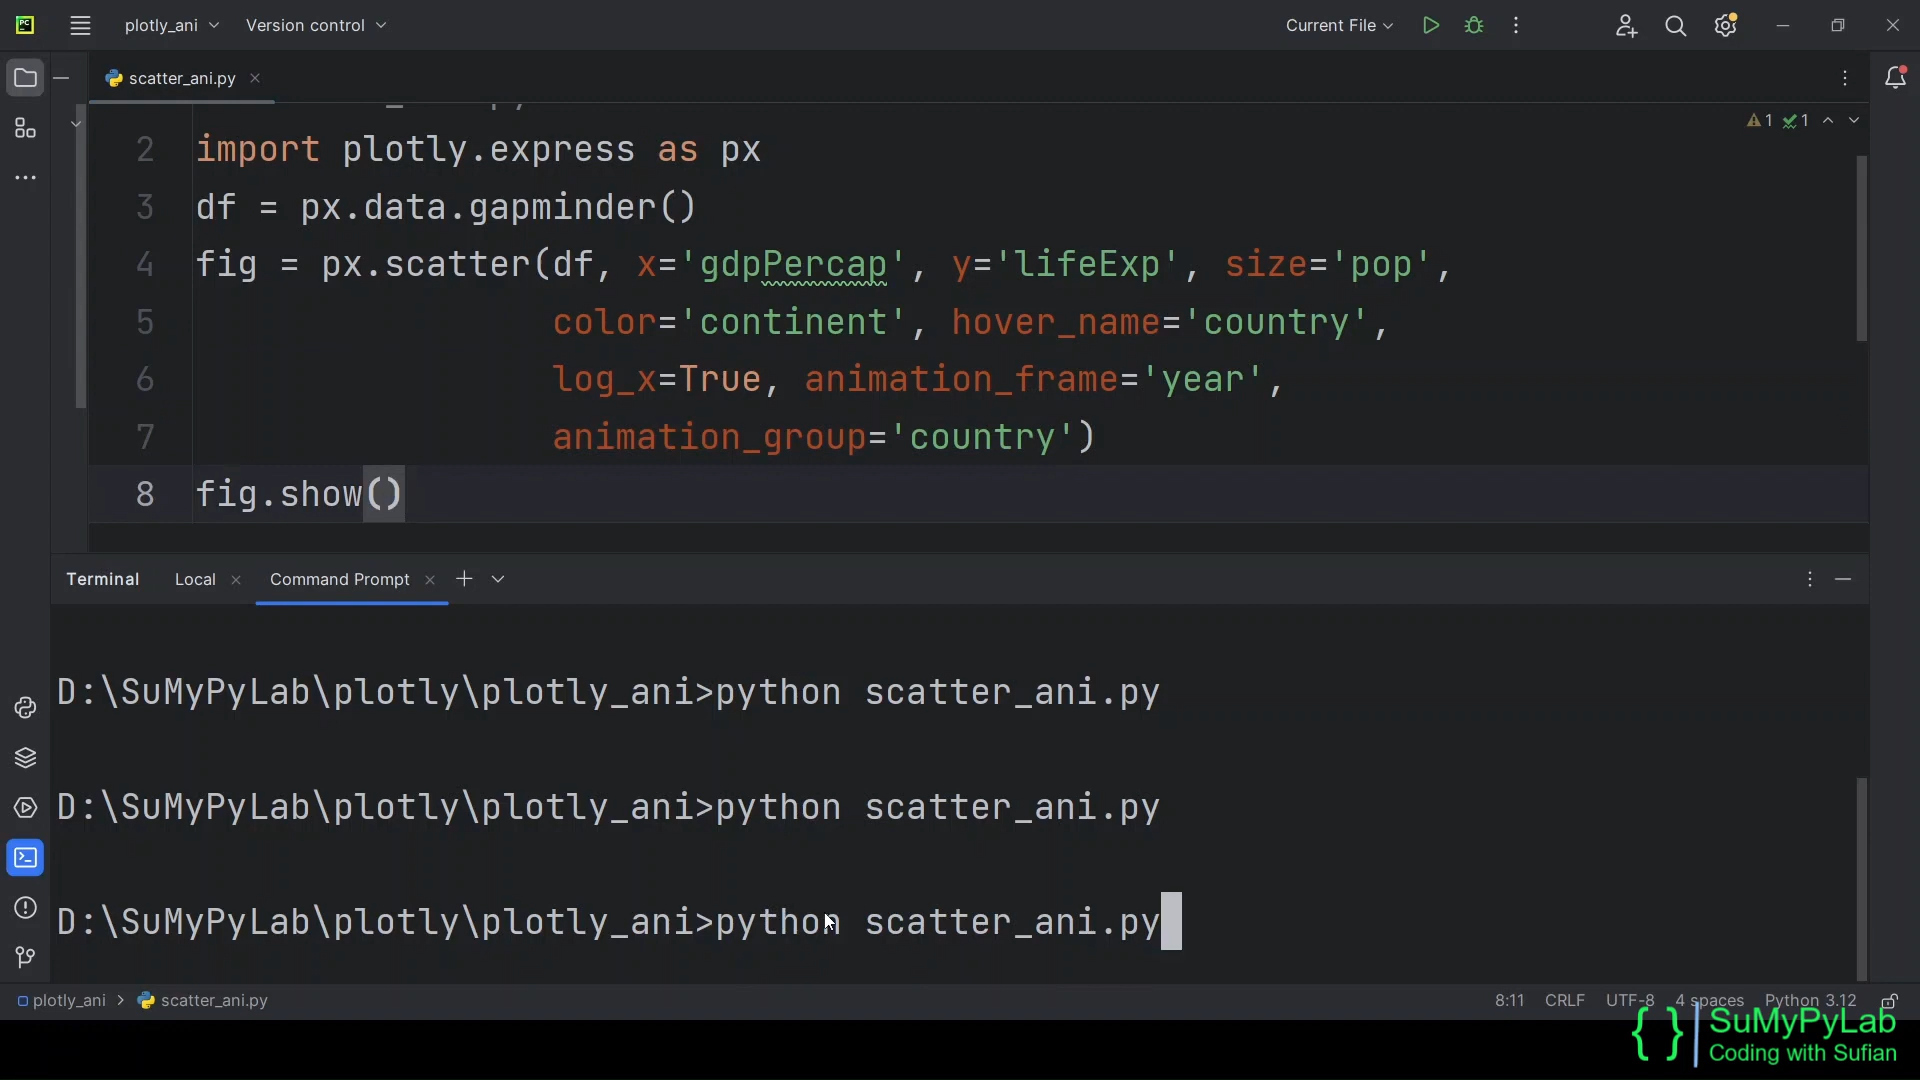 PC
plotly_ani
Version control
Current File
scatter_ani.py
1
1
2 import plotly.express as px
3 df = px.data.gapminder()
4 fig = px.scatter(df, x='gdpPercap', y='lifeExp', size='pop',
5 color='continent', hover_name='country',
6 log_x=True, animation_frame='year',
7 animation_group='country')
8 fig.show()
Terminal
Local
Command Prompt
D:\SuMyPyLab\plotly\plotly_ani>python scatter_ani.py
D:\SuMyPyLab\plotly\plotly_ani>python scatter_ani.py
D:\SuMyPyLab\plotly\plotly_ani>python scatter_ani.py
plotly_ani > scatter_ani.py
8:11
CRLF
UTF-8
4 spaces
Python 3.12
{ } | SuMyPyLab
Coding with Sufian